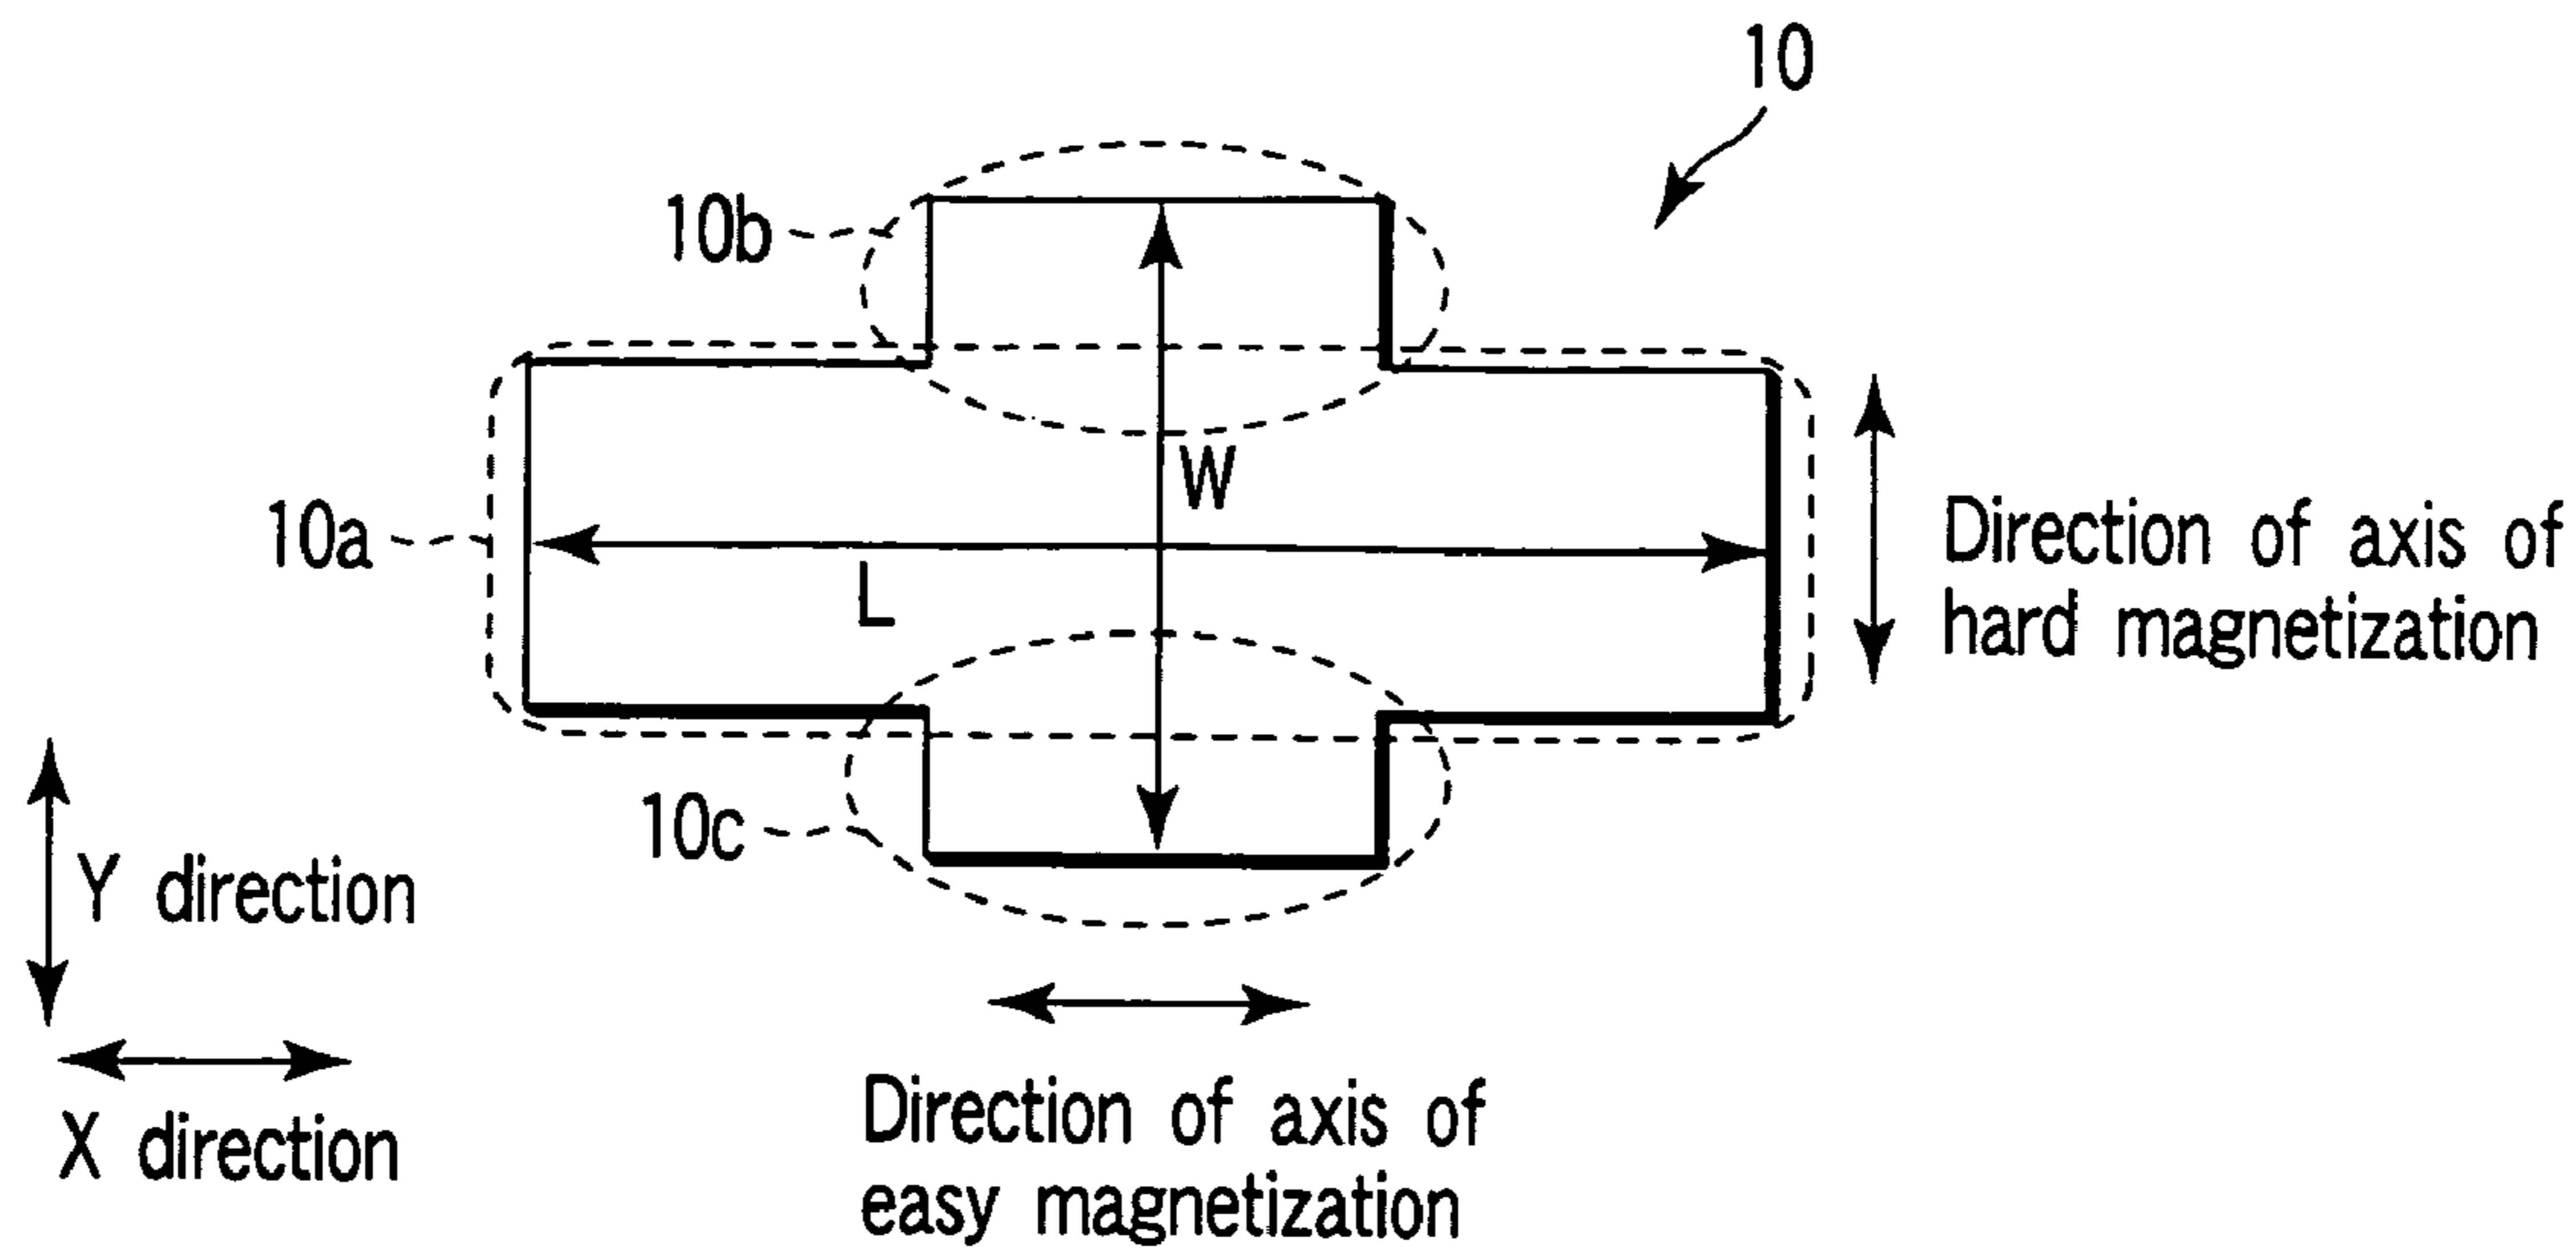 10
10b
W
10a
L
Direction of axis of
hard magnetization
10c
Y direction
X direction
Direction of axis of
easy magnetization